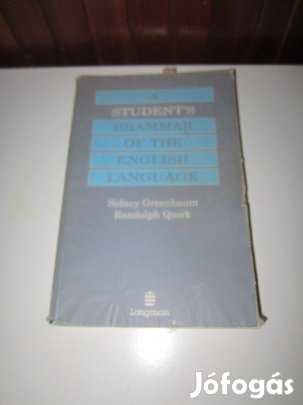 A
STUDENT'S
GRAMMAR
OF THE
ENGLISH
LANGUAGE
Sidney Greenbaum
Randolph Quirk
Longman
Jófogás